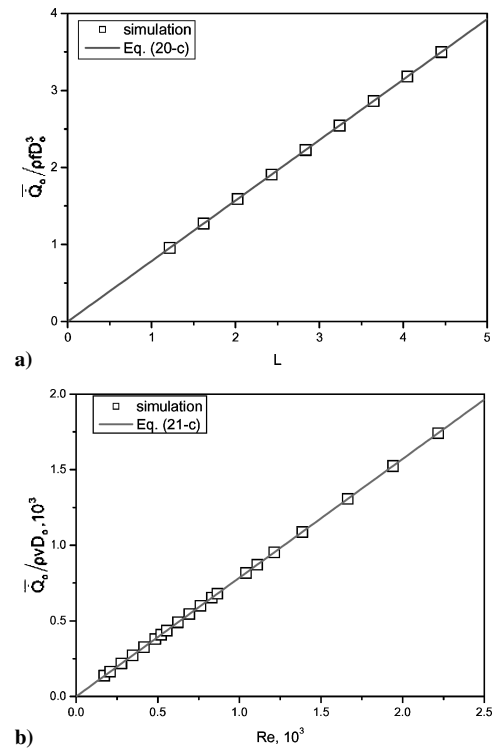 4
3
2
1
0
simulation
Eq. (20-c)
Q̇̄ₒ/ρfD³ₒ
0 1 2 3 4 5
L
a)
2.0
1.5
1.0
0.5
0.0
simulation
Eq. (21-c)
Q̇̄ₒ/ρνDₒ, 10³
0.0 0.5 1.0 1.5 2.0 2.5
Re, 10³
b)